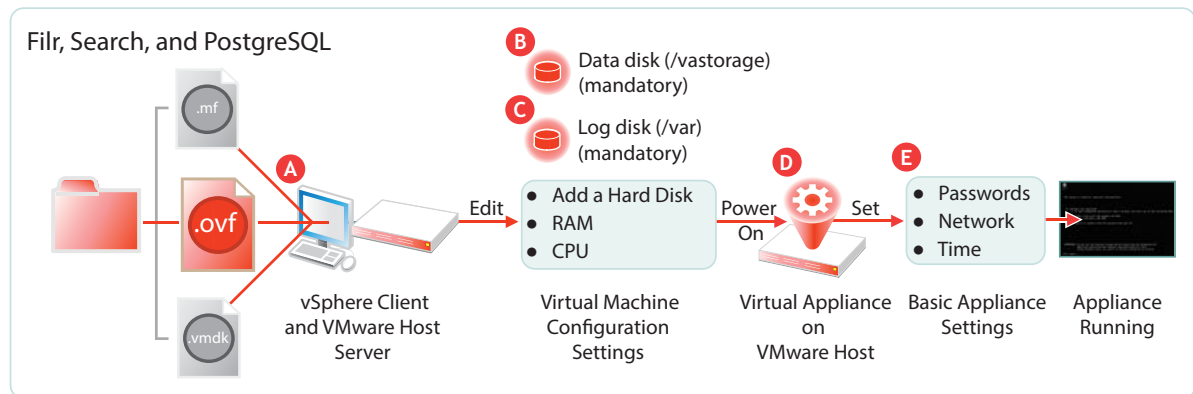 Filr, Search, and PostgreSQL
.mf
.ovf
.vmdk
A
vSphere Client
and VMware Host
Server
Edit
B
Data disk (/vastorage)
(mandatory)
C
Log disk (/var)
(mandatory)
● Add a Hard Disk
● RAM
● CPU
Virtual Machine
Configuration
Settings
Power
On
D
Virtual Appliance
on
VMware Host
Set
E
● Passwords
● Network
● Time
Basic Appliance
Settings
Appliance
Running